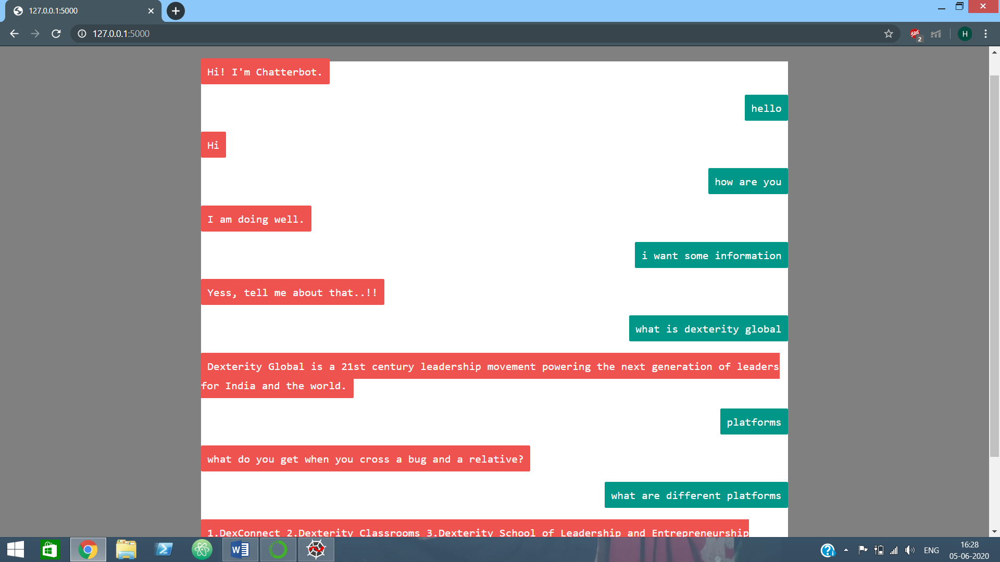 127.0.0.1:5000
127.0.0.1:5000
2
H
Hi! I'm Chatterbot.
hello
Hi
how are you
I am doing well.
i want some information
Yess, tell me about that..!!
what is dexterity global
Dexterity Global is a 21st century leadership movement powering the next generation of leaders
for India and the world.
platforms
what do you get when you cross a bug and a relative?
what are different platforms
1.DexConnect 2.Dexterity Classrooms 3.Dexterity School of Leadership and Entrepreneurship
ENG
16:28
05-06-2020